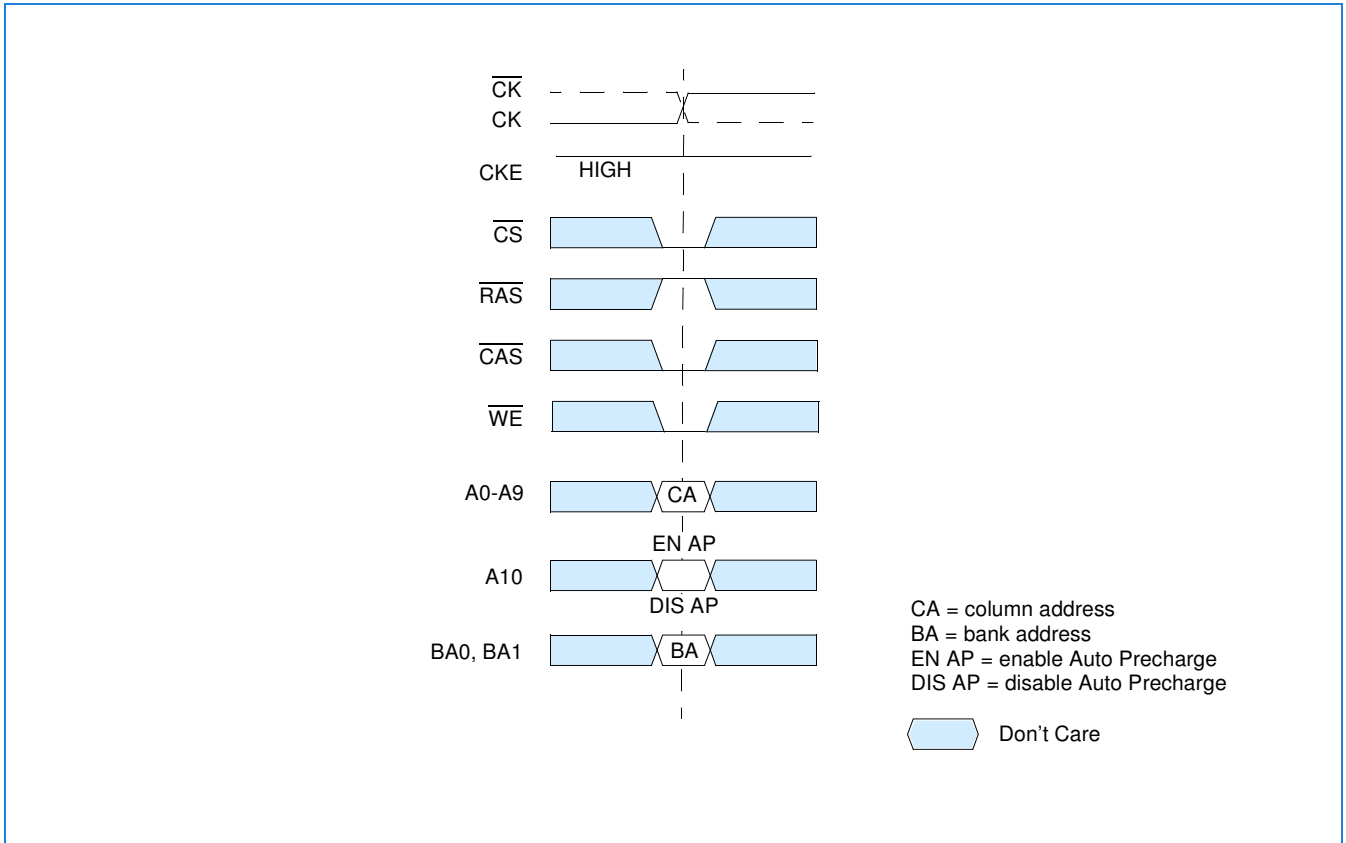 CK
CK
CKE HIGH
CS
RAS
CAS
WE
A0-A9 CA
EN AP
A10
DIS AP
BA0, BA1 BA
CA = column address
BA = bank address
EN AP = enable Auto Precharge
DIS AP = disable Auto Precharge
Don't Care